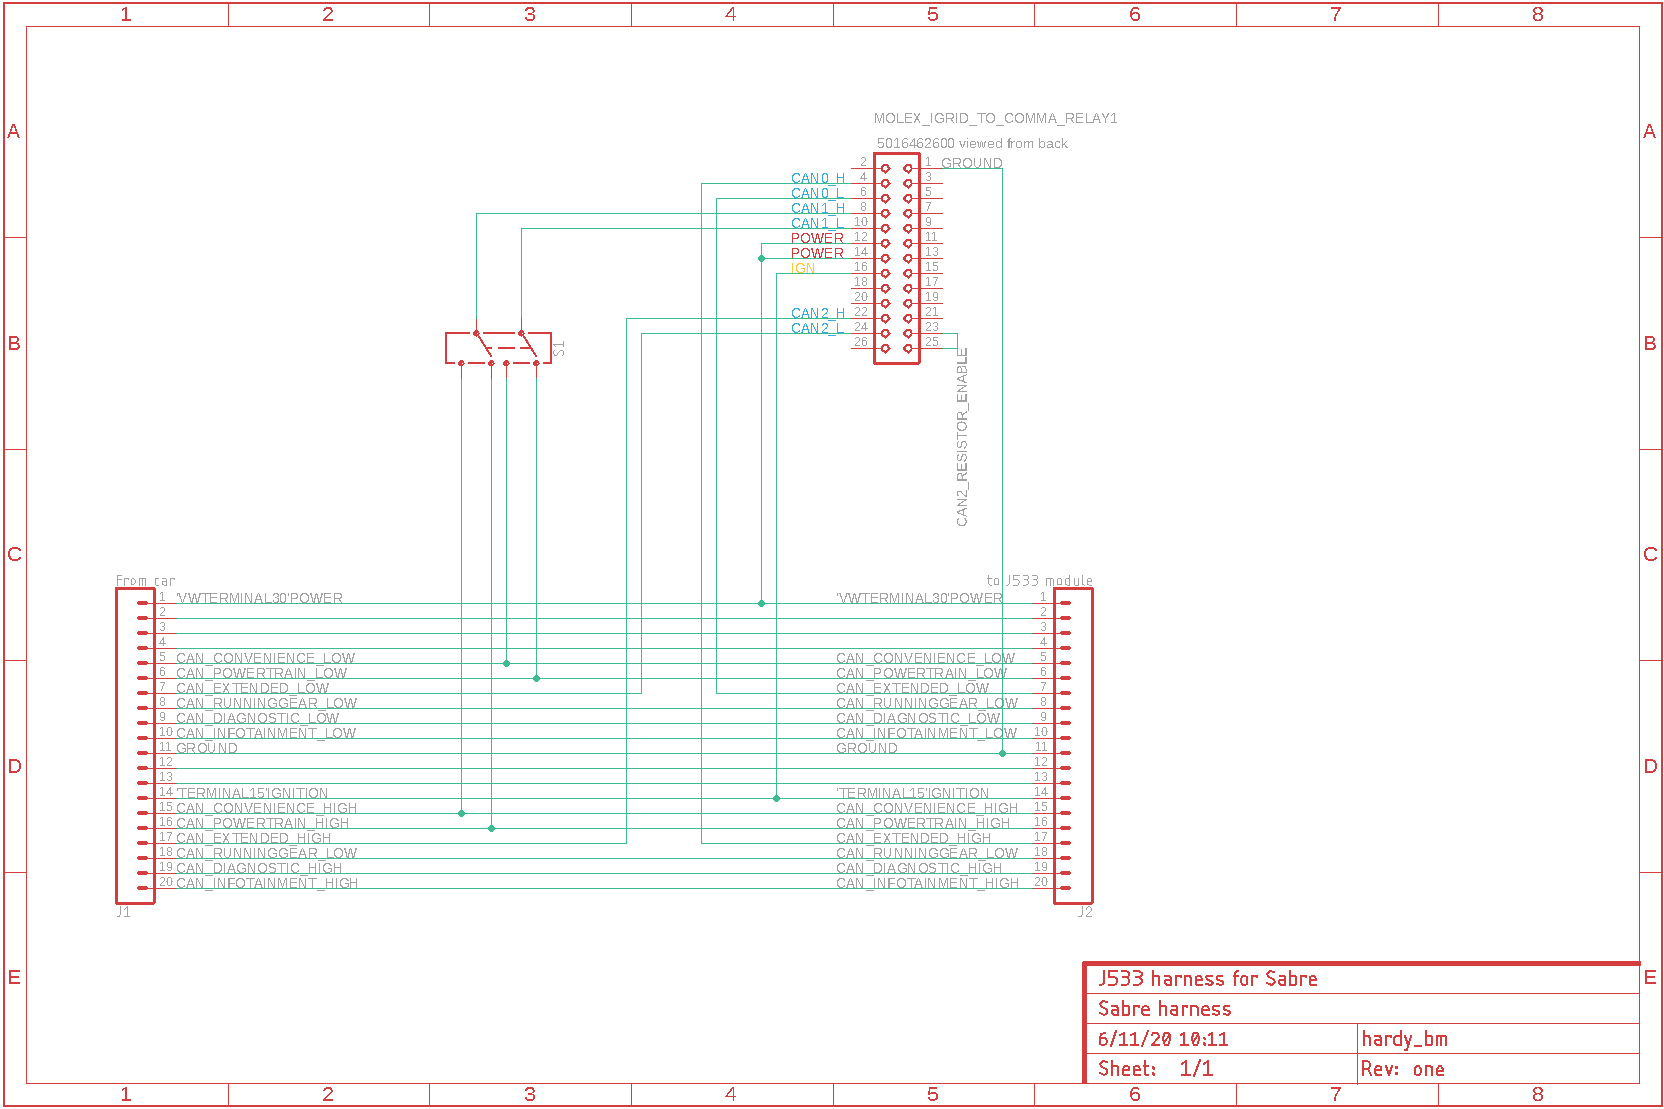 1 2 3 4 5 6 7 8
A A
MOLEX_IGRID_TO_COMMA_RELAY1
5016462600 viewed from back
2 1 GROUND
CAN0_H 4 3
CAN0_L 6 5
CAN1_H 8 7
CAN1_L 10 9
POWER 12 11
POWER 14 13
IGN 16 15
18 17
20 19
CAN2_H 22 21
CAN2_L 24 23
26 25
CAN2_RESISTOR_ENABLE
S1
B B
C C
From car
to J533 module
1 'VWTERMINAL30'POWER 'VWTERMINAL30'POWER 1
2 2
3 3
4 4
5 CAN_CONVENIENCE_LOW CAN_CONVENIENCE_LOW 5
6 CAN_POWERTRAIN_LOW CAN_POWERTRAIN_LOW 6
7 CAN_EXTENDED_LOW CAN_EXTENDED_LOW 7
8 CAN_RUNNINGGEAR_LOW CAN_RUNNINGGEAR_LOW 8
9 CAN_DIAGNOSTIC_LOW CAN_DIAGNOSTIC_LOW 9
10 CAN_INFOTAINMENT_LOW CAN_INFOTAINMENT_LOW 10
11 GROUND GROUND 11
12 12
13 13
14 'TERMINAL15'IGNITION 'TERMINAL15'IGNITION 14
15 CAN_CONVENIENCE_HIGH CAN_CONVENIENCE_HIGH 15
16 CAN_POWERTRAIN_HIGH CAN_POWERTRAIN_HIGH 16
17 CAN_EXTENDED_HIGH CAN_EXTENDED_HIGH 17
18 CAN_RUNNINGGEAR_LOW CAN_RUNNINGGEAR_LOW 18
19 CAN_DIAGNOSTIC_HIGH CAN_DIAGNOSTIC_HIGH 19
20 CAN_INFOTAINMENT_HIGH CAN_INFOTAINMENT_HIGH 20
J1 J2
D D
E E
J533 harness for Sabre
Sabre harness
6/11/20 10:11 hardy_bm
Sheet: 1/1 Rev: one
1 2 3 4 5 6 7 8